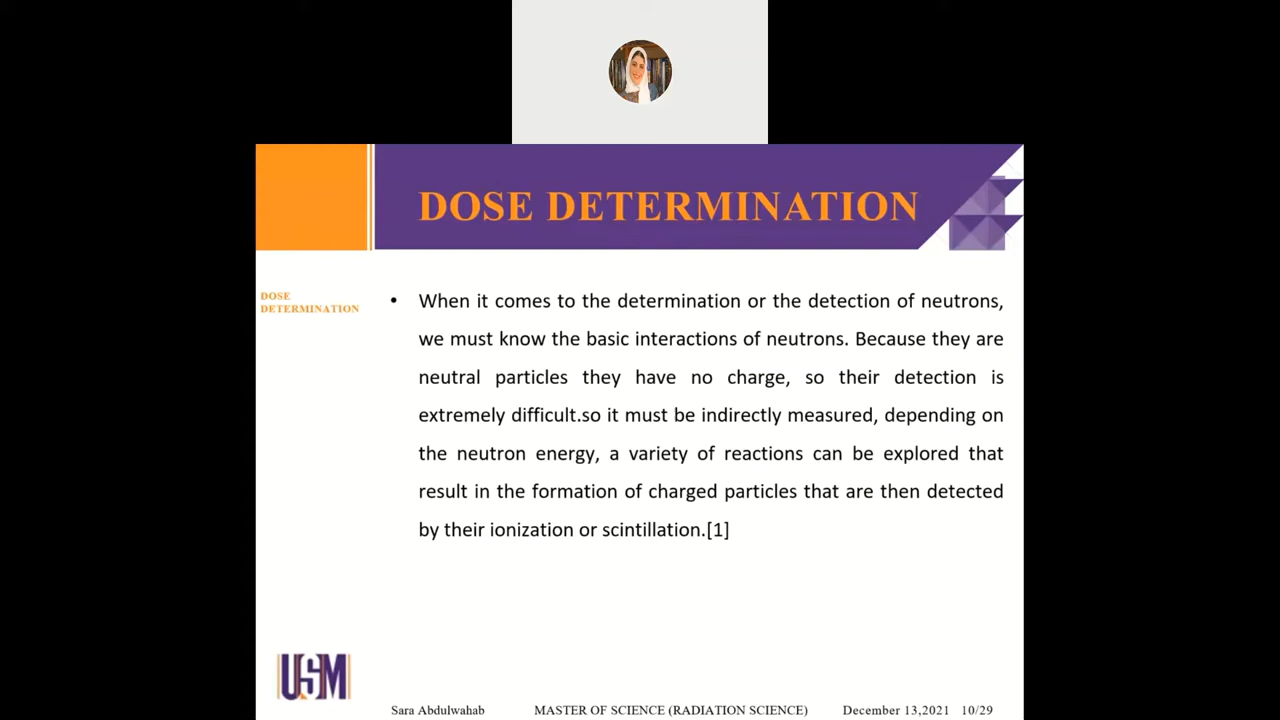 DOSE DETERMINATION
DOSE
DETERMINATION
• When it comes to the determination or the detection of neutrons,
we must know the basic interactions of neutrons. Because they are
neutral particles they have no charge, so their detection is
extremely difficult.so it must be indirectly measured, depending on
the neutron energy, a variety of reactions can be explored that
result in the formation of charged particles that are then detected
by their ionization or scintillation.[1]
USM
Sara Abdulwahab MASTER OF SCIENCE (RADIATION SCIENCE) December 13,2021 10/29